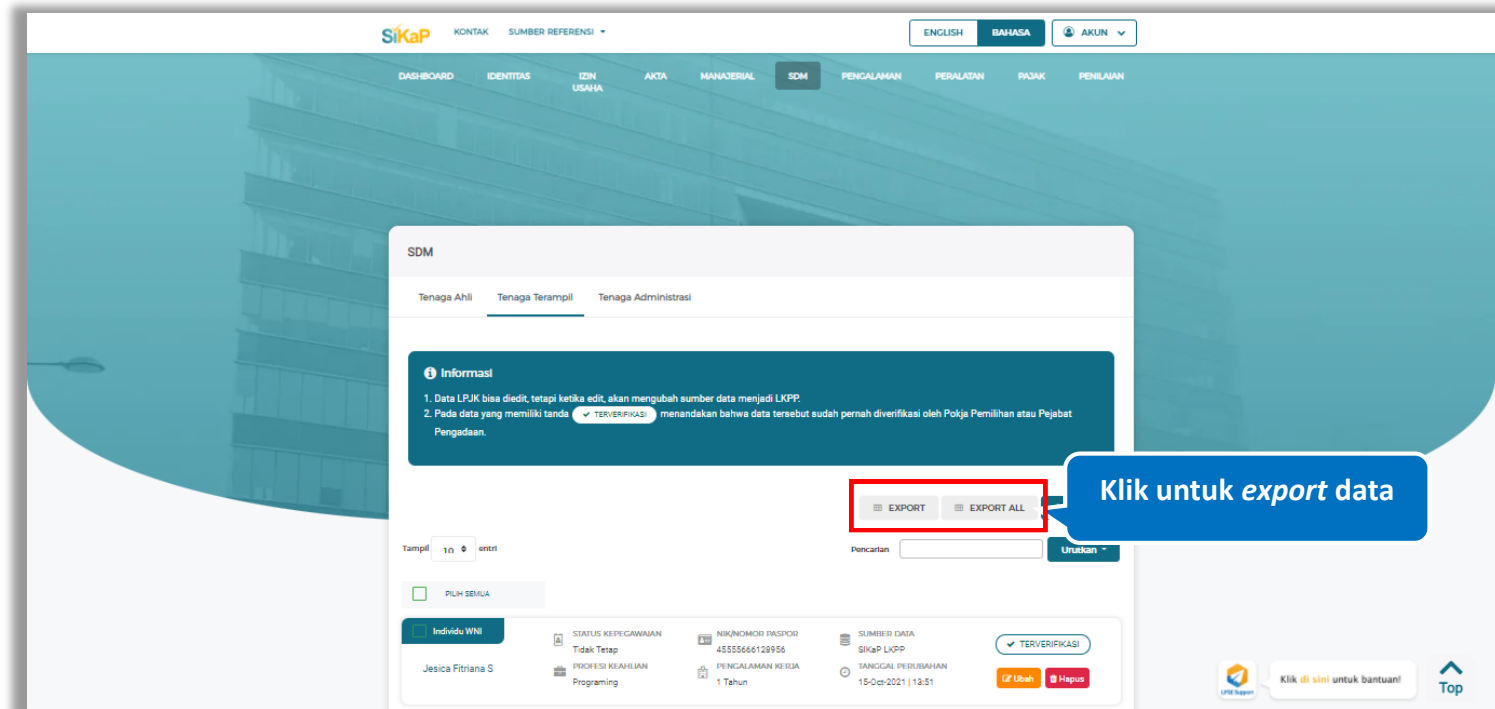 SiKaP KONTAK SUMBER REFERENSI ENGLISH BAHASA AKUN
DASHBOARD IDENTITAS IZIN USAHA AKTA MANAJERIAL SDM PENGALAMAN PERALATAN PAJAK PENILAIAN
SDM
Tenaga Ahli Tenaga Terampil Tenaga Administrasi
Informasi
1. Data LPJK bisa diedit, tetapi ketika edit, akan mengubah sumber data menjadi LKPP.
2. Pada data yang memiliki tanda TERVERIFIKASI menandakan bahwa data tersebut sudah pernah diverifikasi oleh Pokja Pemilihan atau Pejabat
Pengadaan.
Klik untuk export data
EXPORT EXPORT ALL
Tampil 10 entri Pencarian Urutkan
PILIH SEMUA
Individu WNI
Jesica Fitriana S
STATUS KEPEGAWAIAN
Tidak Tetap
PROFESI KEAHLIAN
Programing
NIK/NOMOR PASPOR
45555666128956
PENGALAMAN KERJA
1 Tahun
SUMBER DATA
SIKaP LKPP
TANGGAL PERUBAHAN
15-Oct-2021 | 13:51
TERVERIFIKASI
Ubah Hapus
LPSE Support
Klik di sini untuk bantuan!
Top